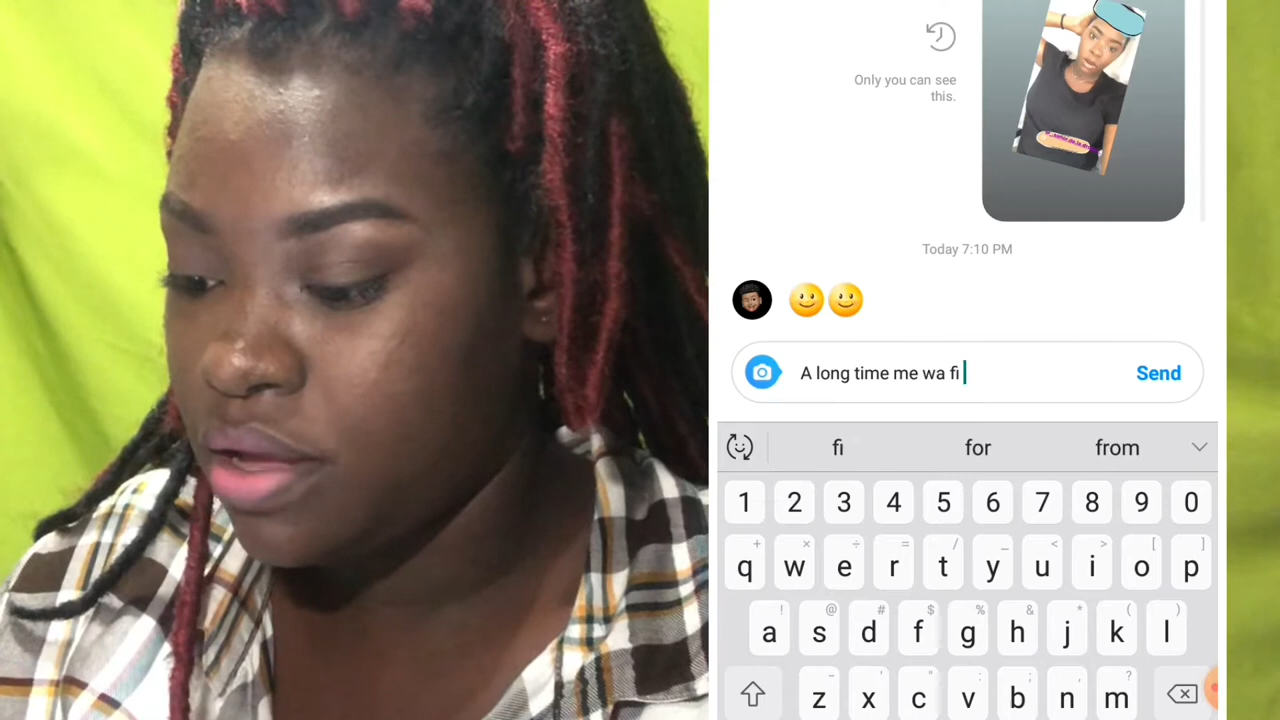 Only you can see
this.
Today 7:10 PM
A long time me wa fi
Send
fi for from
1 2 3 4 5 6 7 8 9 0
+ × ÷ = / _ < > [ ]
q w e r t y u i o p
! @ # $ % & * ( )
a s d f g h j k l
- ' " : ; , ?
z x c v b n m